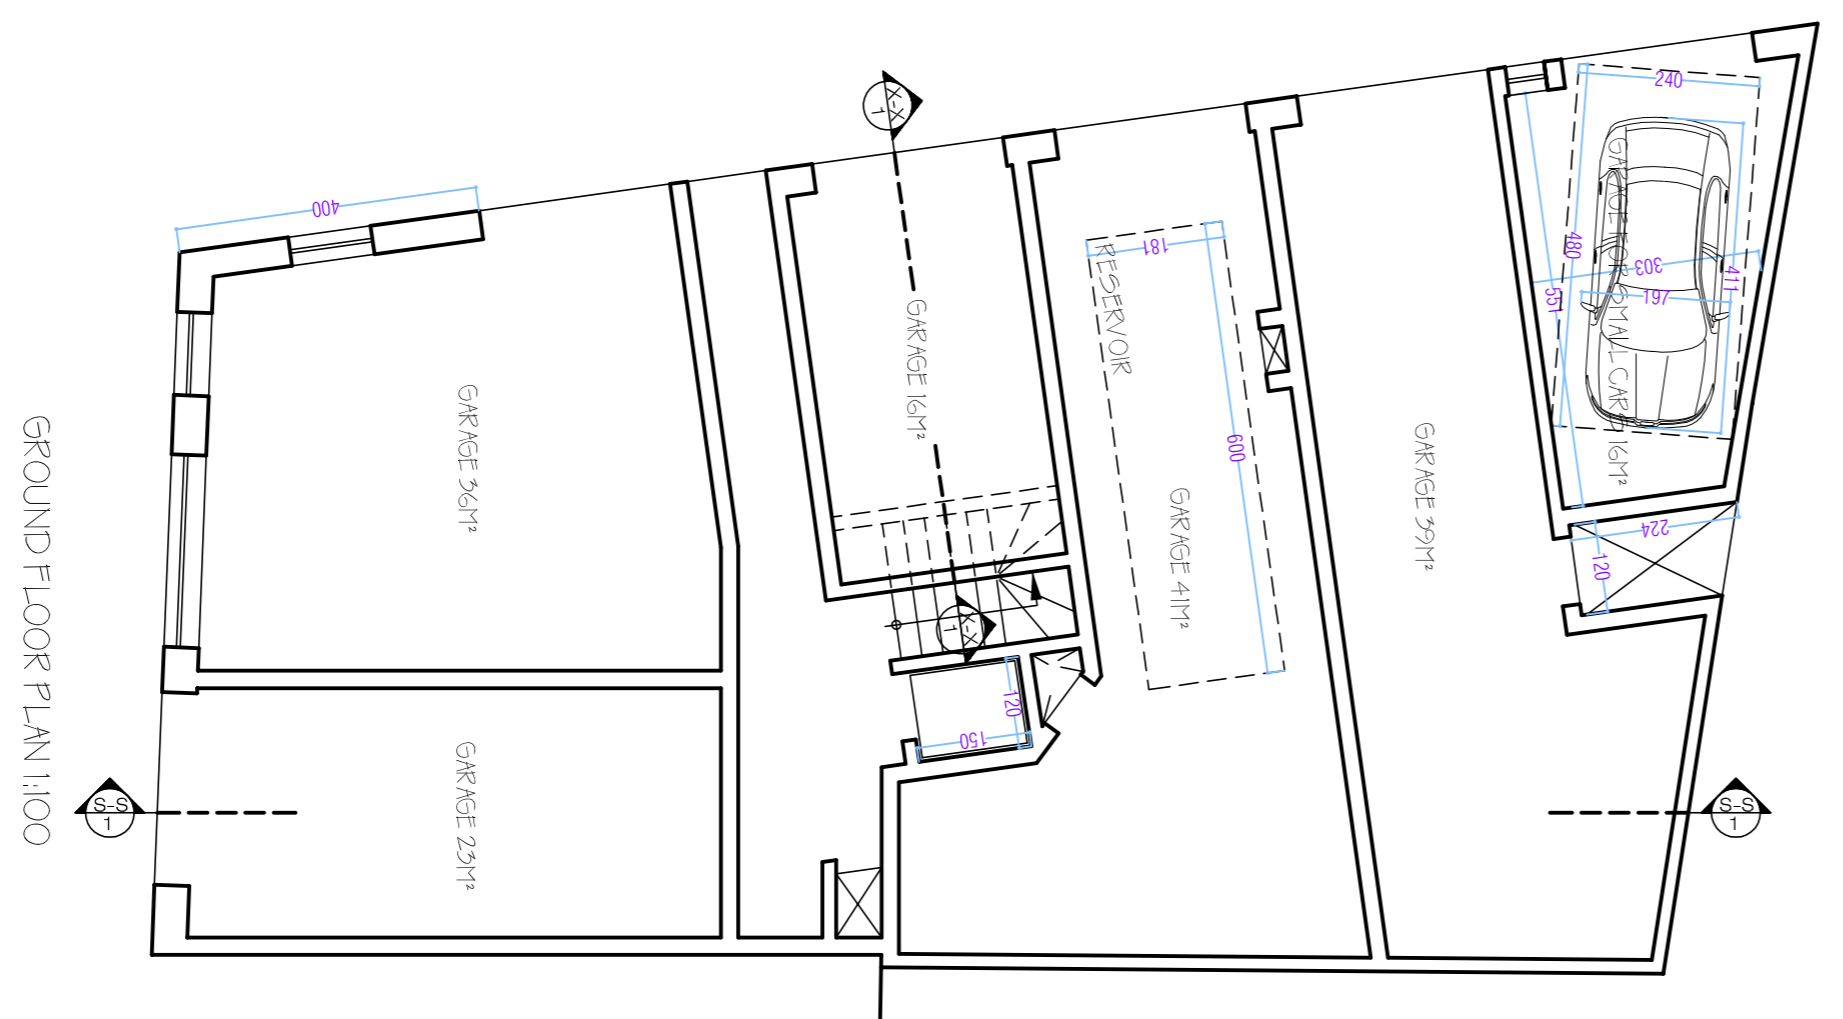 GROUND FLOOR PLAN 1:100
400
GARAGE 36M²
GARAGE 23M²
S-S
1
X-X
1
GARAGE 16M²
X-X
1
120
150
RESERVOIR
181
600
GARAGE 41M²
GARAGE 39M²
GARAGE FOR SMALL CARS 16M²
240
480
303
411
197
551
224
120
S-S
1